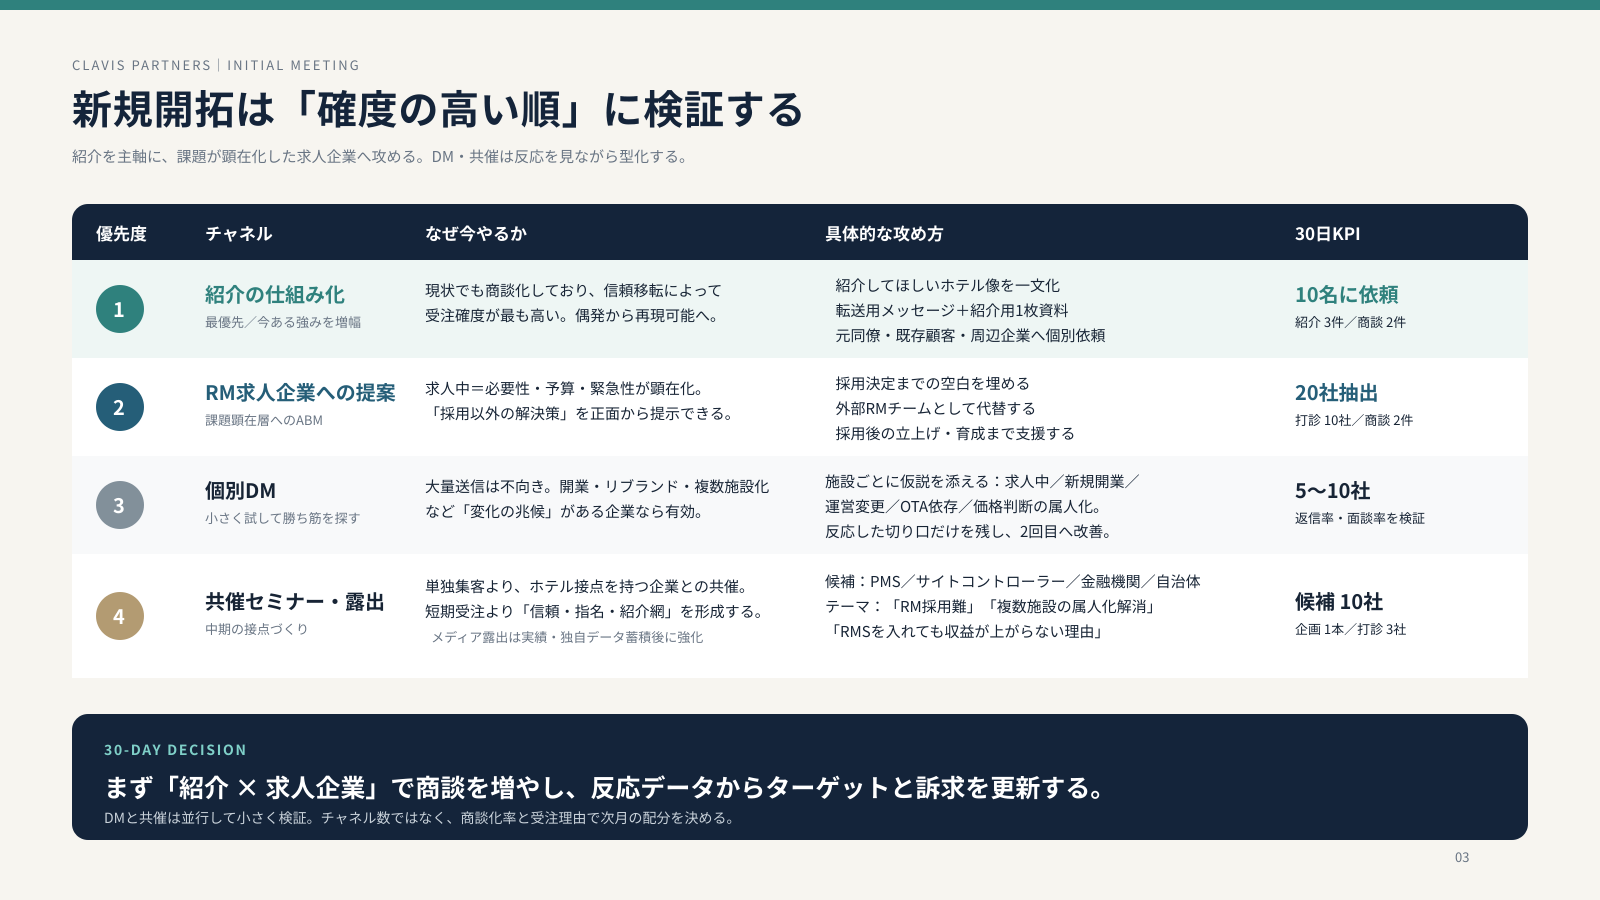 CLAVIS PARTNERS｜INITIAL MEETING
新規開拓は「確度の高い順」に検証する
紹介を主軸に、課題が顕在化した求人企業へ攻める。DM・共催は反応を見ながら型化する。
優先度 チャネル なぜ今やるか 具体的な攻め方 30日KPI
1
紹介の仕組み化
最優先／今ある強みを増幅
現状でも商談化しており、信頼移転によって
受注確度が最も高い。偶発から再現可能へ。
紹介してほしいホテル像を一文化
転送用メッセージ＋紹介用1枚資料
元同僚・既存顧客・周辺企業へ個別依頼
10名に依頼
紹介 3件／商談 2件
2
RM求人企業への提案
課題顕在層へのABM
求人中＝必要性・予算・緊急性が顕在化。
「採用以外の解決策」を正面から提示できる。
採用決定までの空白を埋める
外部RMチームとして代替する
採用後の立上げ・育成まで支援する
20社抽出
打診 10社／商談 2件
3
個別DM
小さく試して勝ち筋を探す
大量送信は不向き。開業・リブランド・複数施設化
など「変化の兆候」がある企業なら有効。
施設ごとに仮説を添える：求人中／新規開業／
運営変更／OTA依存／価格判断の属人化。
反応した切り口だけを残し、2回目へ改善。
5〜10社
返信率・面談率を検証
4
共催セミナー・露出
中期の接点づくり
単独集客より、ホテル接点を持つ企業との共催。
短期受注より「信頼・指名・紹介網」を形成する。
メディア露出は実績・独自データ蓄積後に強化
候補：PMS／サイトコントローラー／金融機関／自治体
テーマ：「RM採用難」「複数施設の属人化解消」
「RMSを入れても収益が上がらない理由」
候補 10社
企画 1本／打診 3社
30-DAY DECISION
まず「紹介 × 求人企業」で商談を増やし、反応データからターゲットと訴求を更新する。
DMと共催は並行して小さく検証。チャネル数ではなく、商談化率と受注理由で次月の配分を決める。
03